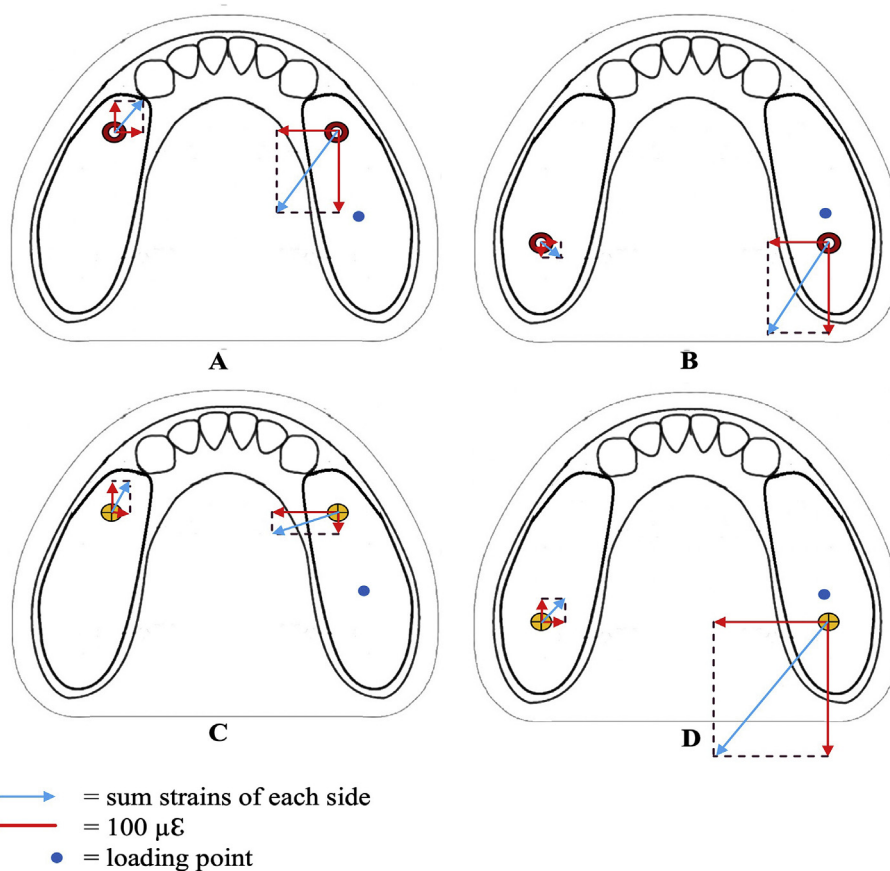 A
B
C
D
= sum strains of each side
= 100 µƐ
= loading point